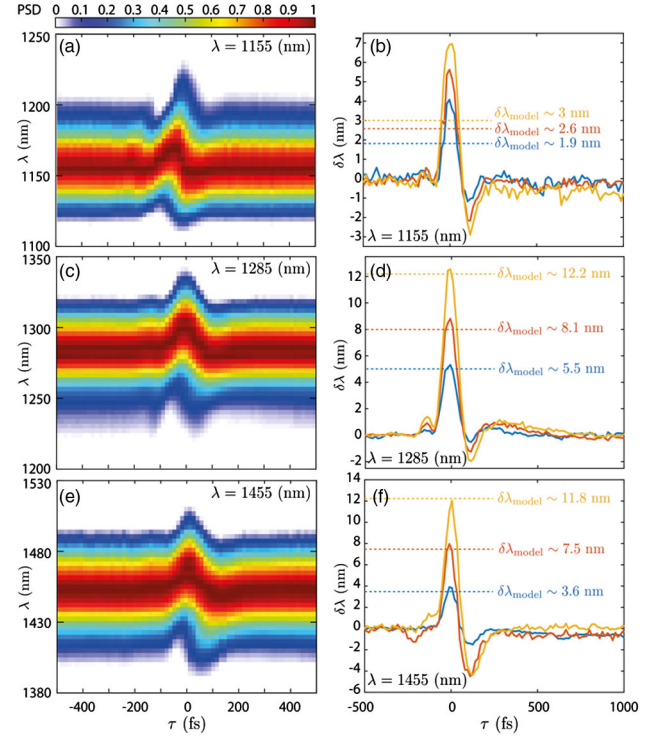 PSD 0 0.1 0.2 0.3 0.4 0.5 0.6 0.7 0.8 0.9 1
(a) λ = 1155 (nm)
1250
1200
1150
1100
λ (nm)
(b)
7
6
5
4
3
2
1
0
-1
-2
-3
δλ (nm)
δλmodel ~ 3 nm
δλmodel ~ 2.6 nm
δλmodel ~ 1.9 nm
λ = 1155 (nm)
(c) λ = 1285 (nm)
1350
1300
1250
1200
λ (nm)
(d)
12
10
8
6
4
2
0
-2
δλ (nm)
δλmodel ~ 12.2 nm
δλmodel ~ 8.1 nm
δλmodel ~ 5.5 nm
λ = 1285 (nm)
(e) λ = 1455 (nm)
1530
1480
1430
1380
λ (nm)
-400 -200 0 200 400
τ (fs)
(f)
14
12
10
8
6
4
2
0
-2
-4
-6
δλ (nm)
δλmodel ~ 11.8 nm
δλmodel ~ 7.5 nm
δλmodel ~ 3.6 nm
λ = 1455 (nm)
-500 0 500 1000
τ (fs)